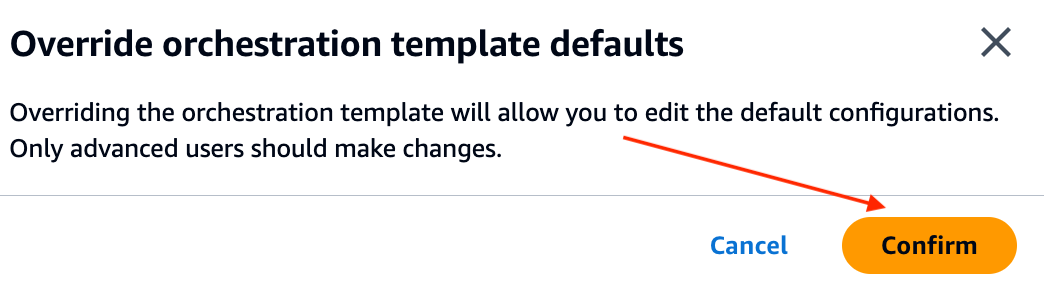 Override orchestration template defaults
Overriding the orchestration template will allow you to edit the default configurations.
Only advanced users should make changes.
Cancel
Confirm